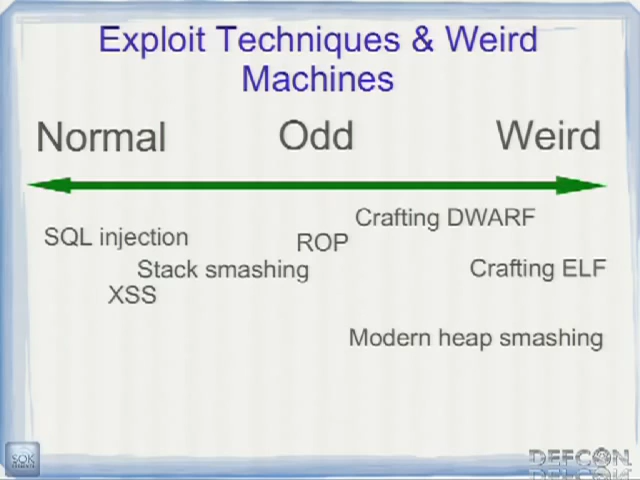 Exploit Techniques & Weird
Machines
Normal
Odd
Weird
Crafting DWARF
SQL injection
ROP
Stack smashing
Crafting ELF
XSS
Modern heap smashing
DEFCON